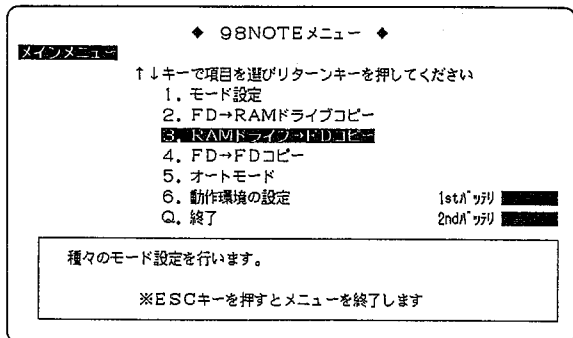 ◆ 98NOTEメニュー ◆
メインメニュー
↑↓キーで項目を選びリターンキーを押してください
1. モード設定
2. FD→RAMドライブコピー
3. RAMドライブ→FDコピー
4. FD→FDコピー
5. オートモード
6. 動作環境の設定 1stバッテリ
Q. 終了 2ndバッテリ
種々のモード設定を行います。
※ESCキーを押すとメニューを終了します